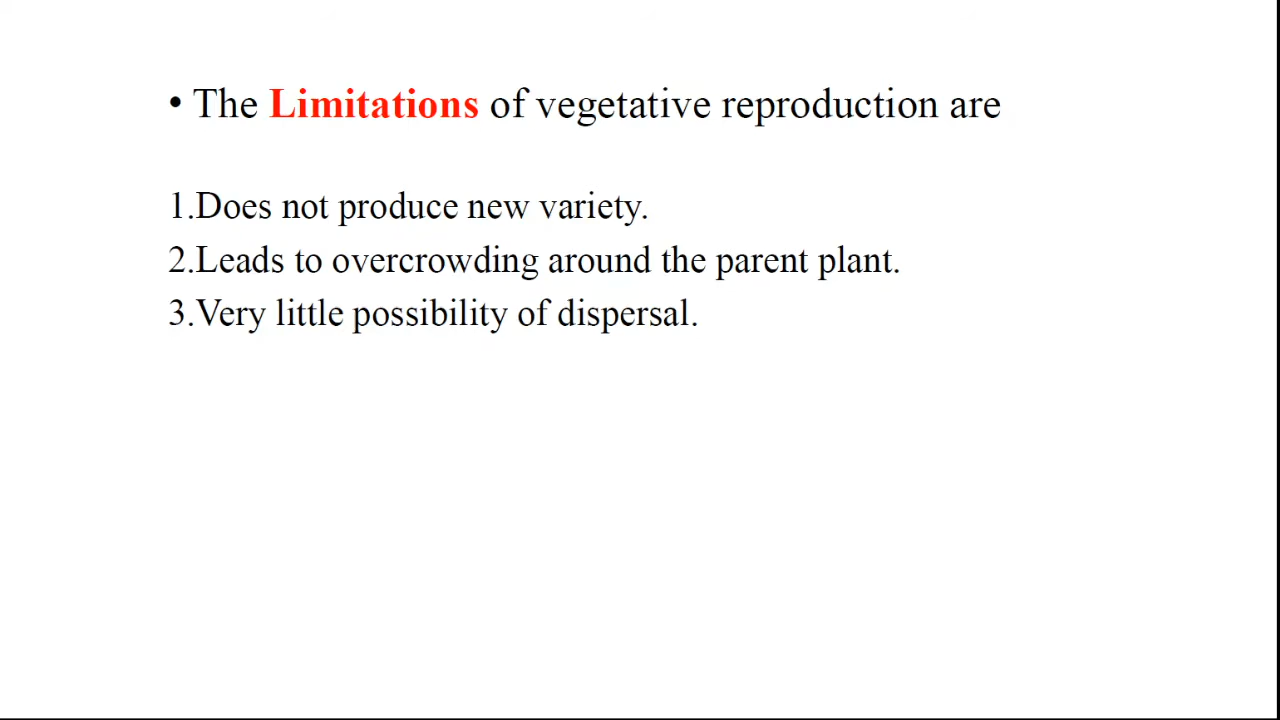 • The Limitations of vegetative reproduction are
1.Does not produce new variety.
2.Leads to overcrowding around the parent plant.
3.Very little possibility of dispersal.